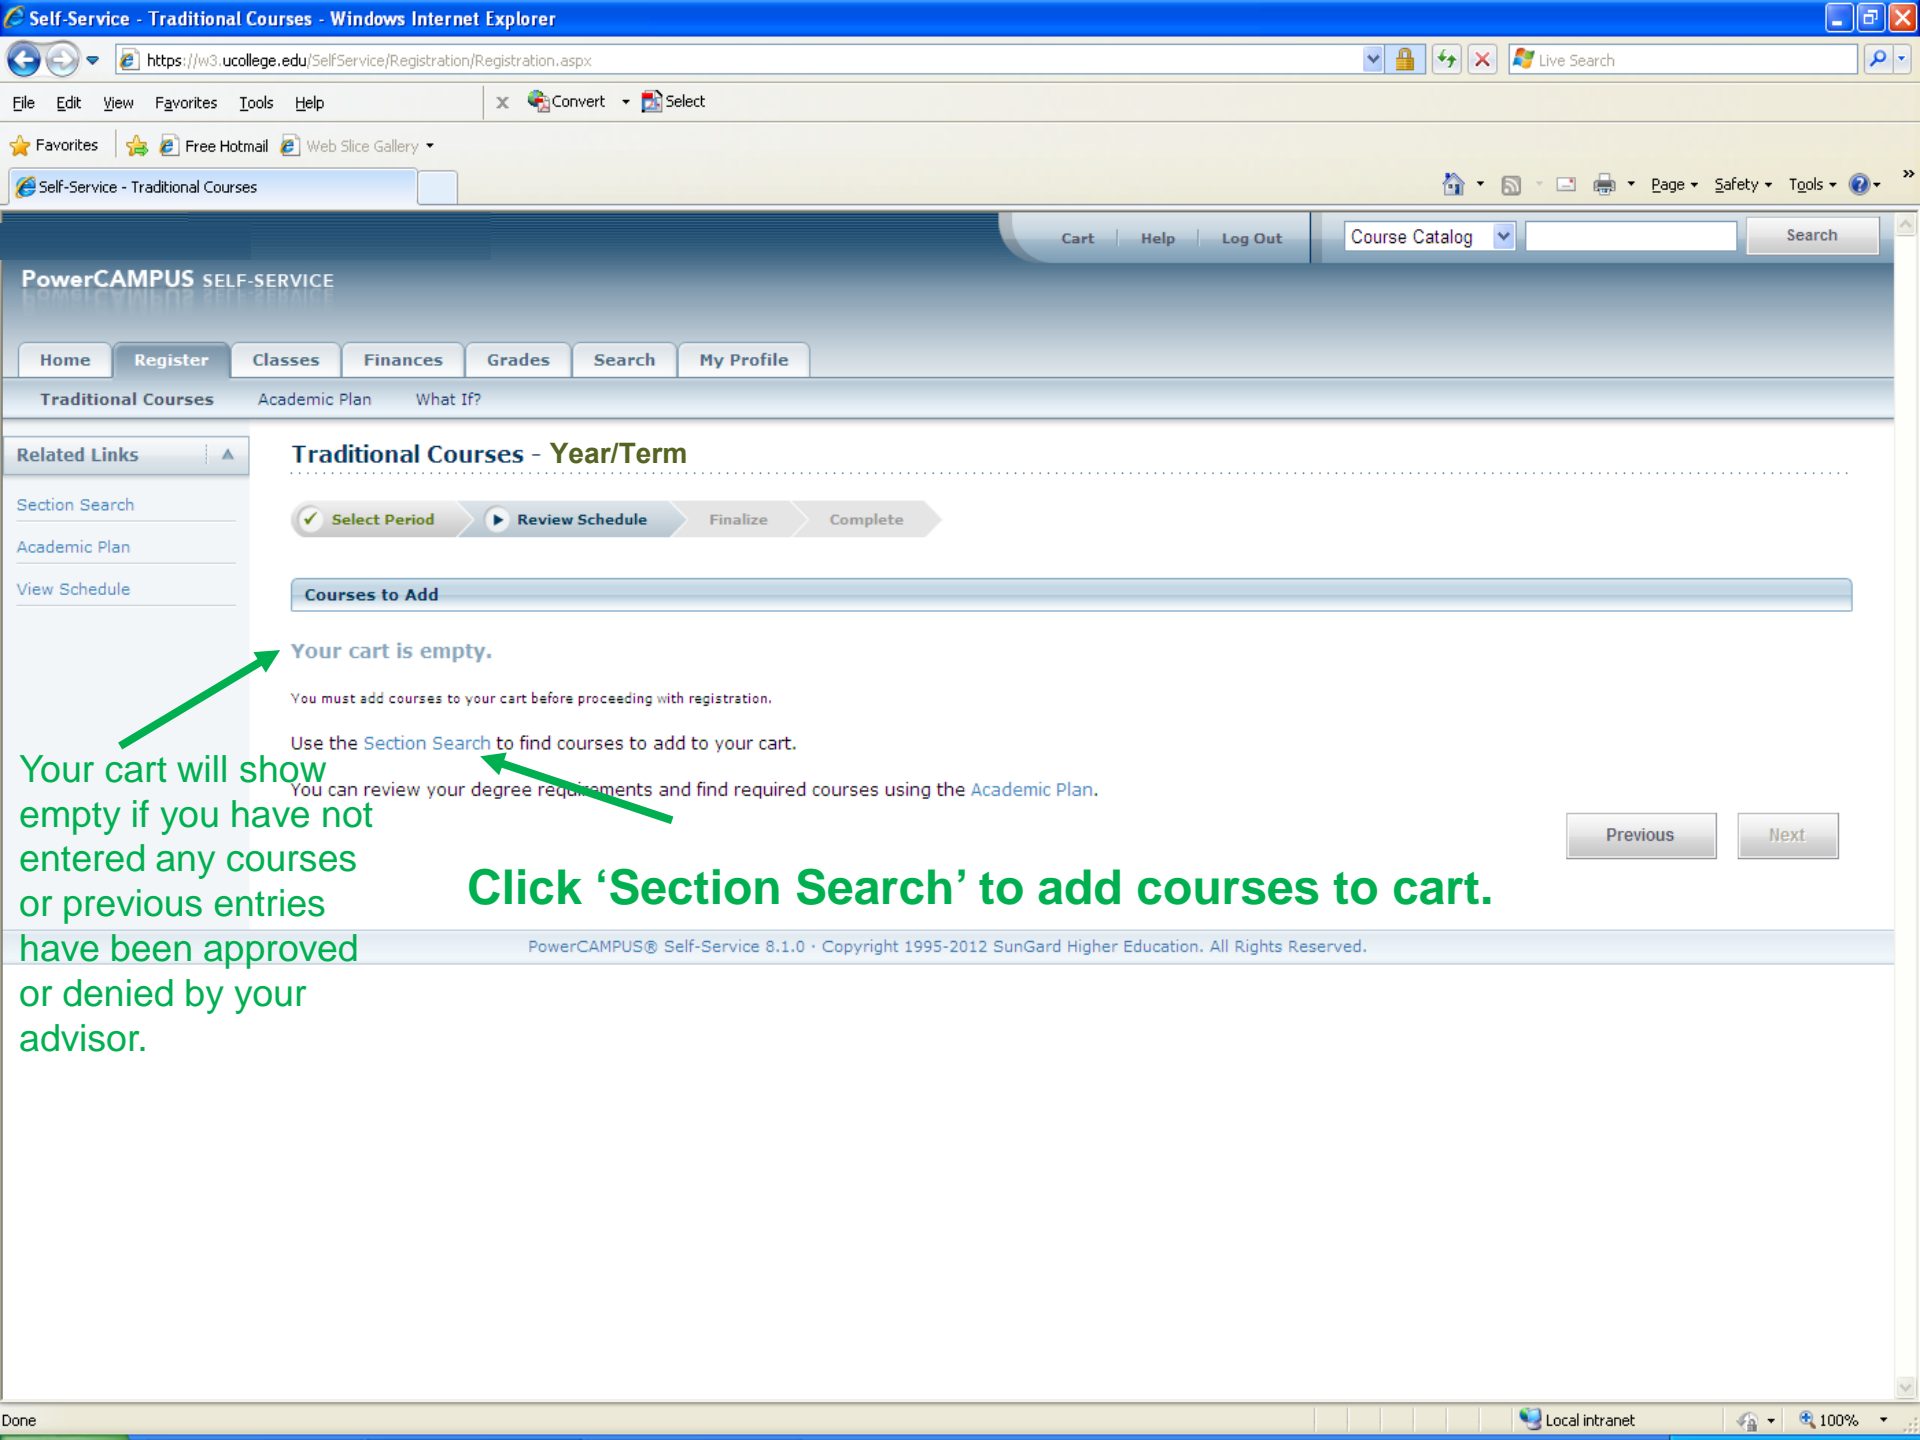 Self-Service - Traditional Courses - Windows Internet Explorer
https://w3.ucollege.edu/SelfService/Registration/Registration.aspx
Live Search
File Edit View Favorites Tools Help
x Convert Select
Favorites Free Hotmail Web Slice Gallery
Self-Service - Traditional Courses
Page Safety Tools
Cart Help Log Out
Course Catalog
Search
PowerCAMPUS SELF-SERVICE
Home Register Classes Finances Grades Search My Profile
Traditional Courses Academic Plan What If?
Related Links
Section Search
Academic Plan
View Schedule
Traditional Courses - Year/Term
Select Period Review Schedule Finalize Complete
Courses to Add
Your cart is empty.
You must add courses to your cart before proceeding with registration.
Use the Section Search to find courses to add to your cart.
You can review your degree requirements and find required courses using the Academic Plan.
Previous Next
Your cart will show
empty if you have not
entered any courses
or previous entries
have been approved
or denied by your
advisor.
Click ‘Section Search’ to add courses to cart.
PowerCAMPUS® Self-Service 8.1.0 · Copyright 1995-2012 SunGard Higher Education. All Rights Reserved.
Done
Local intranet
100%